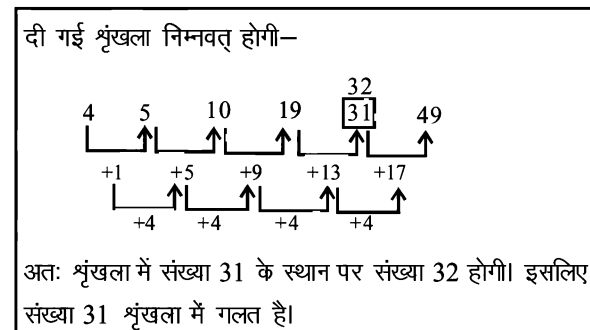 दी गई शृंखला निम्नवत् होगी–
32
4 5 10 19 31 49
+1 +5 +9 +13 +17
+4 +4 +4 +4
अतः शृंखला में संख्या 31 के स्थान पर संख्या 32 होगी। इसलिए
संख्या 31 शृंखला में गलत है।